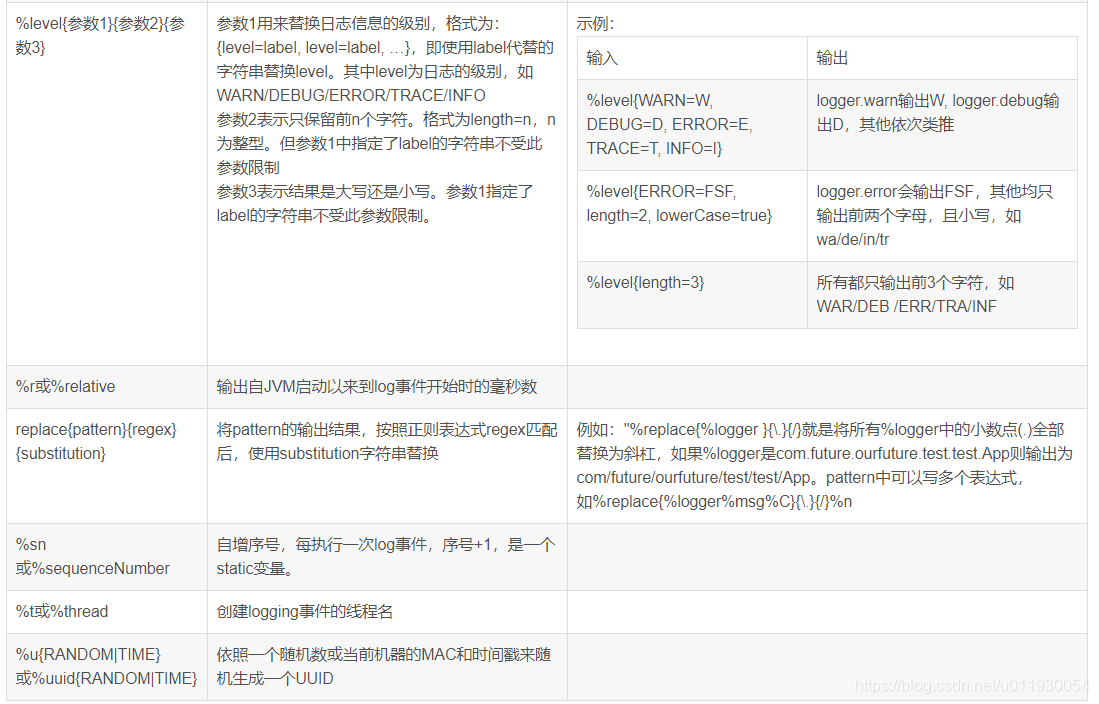 %level{参数1}{参数2}{参
数3}
参数1用来替换日志信息的级别，格式为：
{level=label, level=label, …}，即使用label代替的
字符串替换level。其中level为日志的级别，如
WARN/DEBUG/ERROR/TRACE/INFO
参数2表示只保留前n个字符。格式为length=n，n
为整型。但参数1中指定了label的字符串不受此
参数限制
参数3表示结果是大写还是小写。参数1指定了
label的字符串不受此参数限制。
示例：
输入
输出
%level{WARN=W,
DEBUG=D, ERROR=E,
TRACE=T, INFO=I}
logger.warn输出W, logger.debug输
出D，其他依次类推
%level{ERROR=FSF,
length=2, lowerCase=true}
logger.error会输出FSF，其他均只
输出前两个字母，且小写，如
wa/de/in/tr
%level{length=3}
所有都只输出前3个字符，如
WAR/DEB /ERR/TRA/INF
%r或%relative
输出自JVM启动以来到log事件开始时的毫秒数
replace{pattern}{regex}
{substitution}
将pattern的输出结果，按照正则表达式regex匹配
后，使用substitution字符串替换
例如："%replace{%logger }{\.}{/}就是将所有%logger中的小数点(.)全部
替换为斜杠，如果%logger是com.future.ourfuture.test.test.App则输出为
com/future/ourfuture/test/test/App。pattern中可以写多个表达式，
如%replace{%logger%msg%C}{\.}{/}%n
%sn
或%sequenceNumber
自增序号，每执行一次log事件，序号+1，是一个
static变量。
%t或%thread
创建logging事件的线程名
%u{RANDOM|TIME}
或%uuid{RANDOM|TIME}
依照一个随机数或当前机器的MAC和时间戳来随
机生成一个UUID
https://blog.csdn.net/u011930054